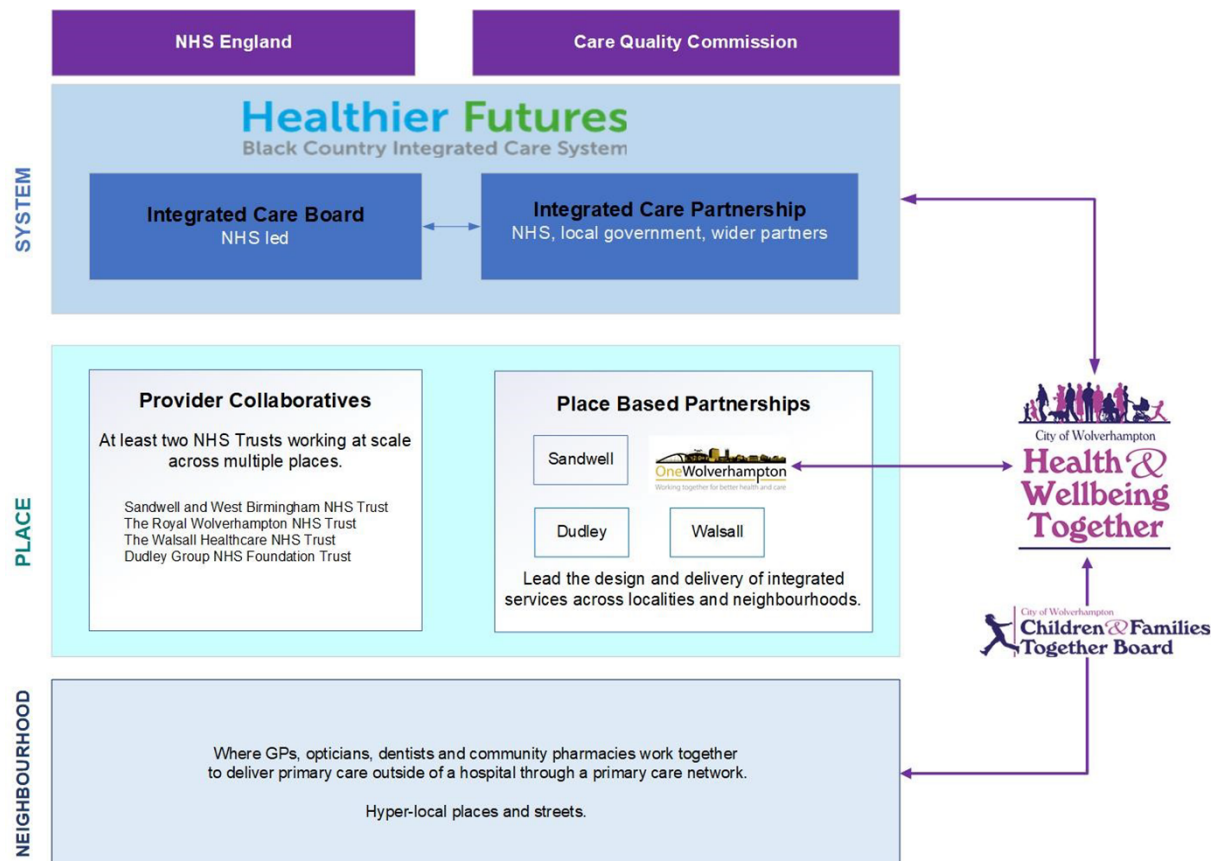 NHS England
Care Quality Commission
SYSTEM
Healthier Futures
Black Country Integrated Care System
Integrated Care Board
NHS led
Integrated Care Partnership
NHS, local government, wider partners
PLACE
Provider Collaboratives
At least two NHS Trusts working at scale
across multiple places.
Sandwell and West Birmingham NHS Trust
The Royal Wolverhampton NHS Trust
The Walsall Healthcare NHS Trust
Dudley Group NHS Foundation Trust
Place Based Partnerships
Sandwell
OneWolverhampton
Working together for better health and care
Dudley
Walsall
Lead the design and delivery of integrated
services across localities and neighbourhoods.
City of Wolverhampton
Health &
Wellbeing
Together
City of Wolverhampton
Children & Families
Together Board
NEIGHBOURHOOD
Where GPs, opticians, dentists and community pharmacies work together
to deliver primary care outside of a hospital through a primary care network.
Hyper-local places and streets.